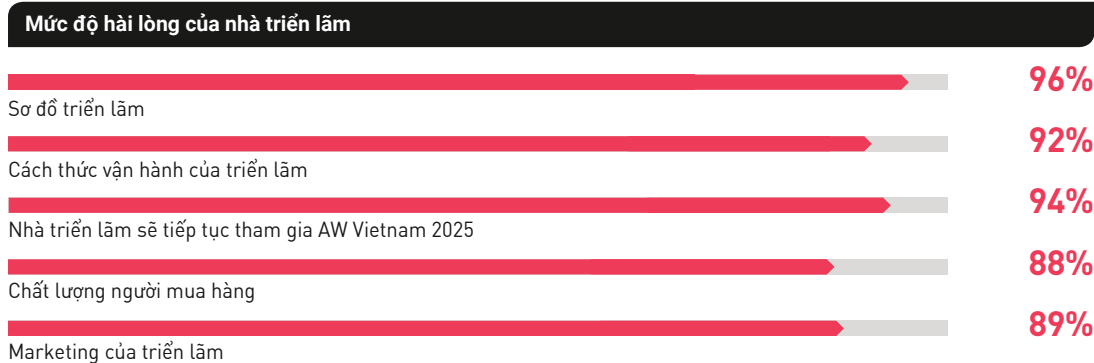 Mức độ hài lòng của nhà triển lãm
96%
Sơ đồ triển lãm
92%
Cách thức vận hành của triển lãm
94%
Nhà triển lãm sẽ tiếp tục tham gia AW Vietnam 2025
88%
Chất lượng người mua hàng
89%
Marketing của triển lãm